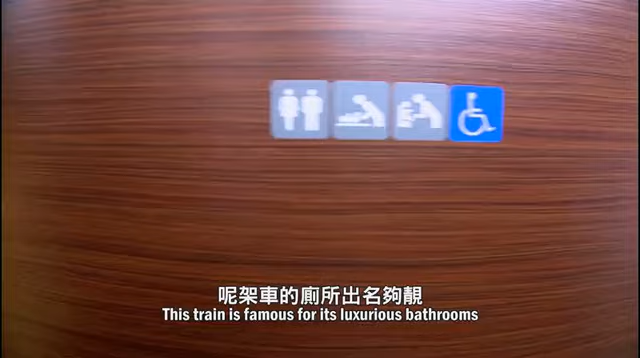 呢架車的廁所出名夠靚
This train is famous for its luxurious bathrooms